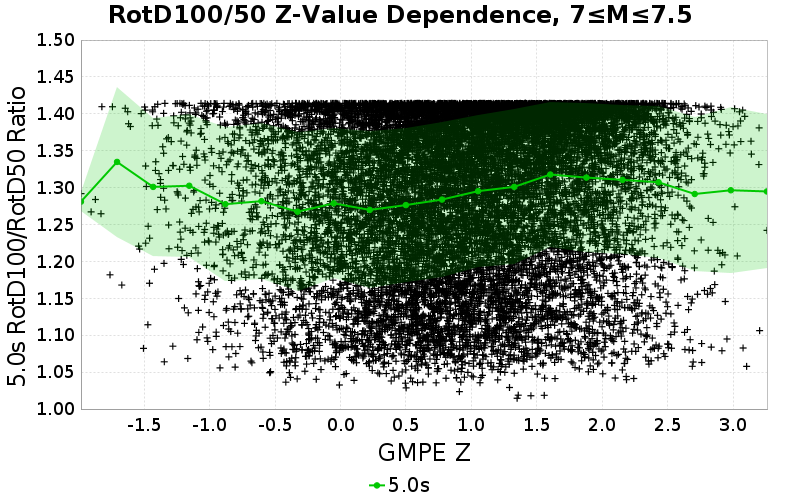 RotD100/50 Z-Value Dependence, 7≤M≤7.5
5.0s RotD100/RotD50 Ratio
1.50
1.45
1.40
1.35
1.30
1.25
1.20
1.15
1.10
1.05
1.00
-1.5 -1.0 -0.5 0.0 0.5 1.0 1.5 2.0 2.5 3.0
GMPE Z
5.0s